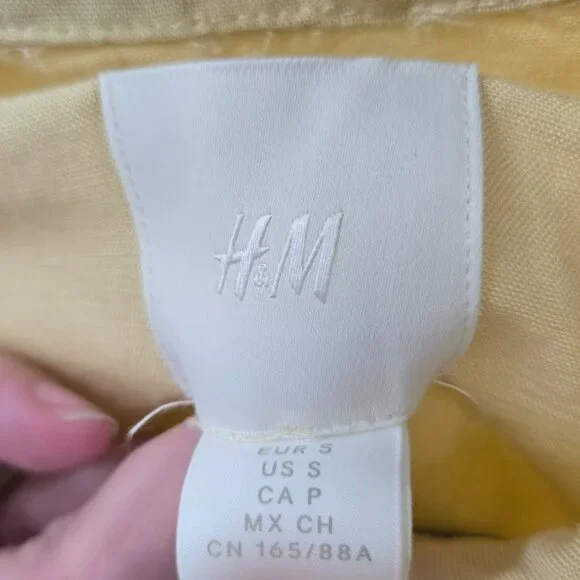 H&M
EUR S
US S
CA P
MX CH
CN 165/88A